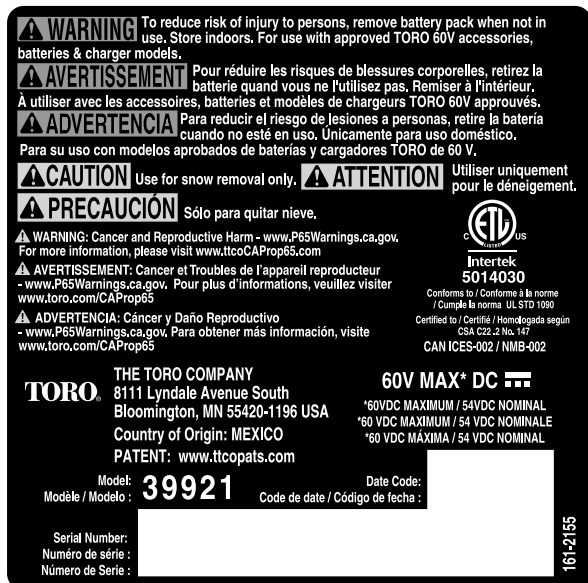 WARNING To reduce risk of injury to persons, remove battery pack when not in
use. Store indoors. For use with approved TORO 60V accessories,
batteries & charger models.
AVERTISSEMENT Pour réduire les risques de blessures corporelles, retirez la
batterie quand vous ne l'utilisez pas. Remiser à l'intérieur.
À utiliser avec les accessoires, batteries et modèles de chargeurs TORO 60V approuvés.
ADVERTENCIA Para reducir el riesgo de lesiones a personas, retire la batería
cuando no esté en uso. Únicamente para uso doméstico.
Para su uso con modelos aprobados de baterías y cargadores TORO de 60 V.
CAUTION Use for snow removal only. ATTENTION Utiliser uniquement
pour le déneigement.
PRECAUCIÓN Sólo para quitar nieve.
WARNING: Cancer and Reproductive Harm - www.P65Warnings.ca.gov.
For more information, please visit www.ttcoCAProp65.com
AVERTISSEMENT: Cancer et Troubles de l'appareil reproducteur
- www.P65Warnings.ca.gov. Pour plus d'informations, veuillez visiter
www.toro.com/CAProp65
ADVERTENCIA: Cáncer y Daño Reproductivo
- www.P65Warnings.ca.gov. Para obtener más información, visite
www.toro.com/CAProp65
C ETL US
LISTED
Intertek
5014030
Conforms to / Conforme à la norme
/ Cumple la norma UL STD 1090
Certified to / Certifié / Homologada según
CSA C22 .2 No. 147
CAN ICES-002 / NMB-002
TORO®
THE TORO COMPANY
8111 Lyndale Avenue South
Bloomington, MN 55420-1196 USA
Country of Origin: MEXICO
PATENT: www.ttcopats.com
60V MAX* DC
*60VDC MAXIMUM / 54VDC NOMINAL
*60 VDC MAXIMUM / 54 VDC NOMINALE
*60 VDC MÁXIMA / 54 VDC NOMINAL
Model:
Modèle / Modelo : 39921
Date Code:
Code de date / Código de fecha :
Serial Number:
Numéro de série :
Número de Serie :
161-2155